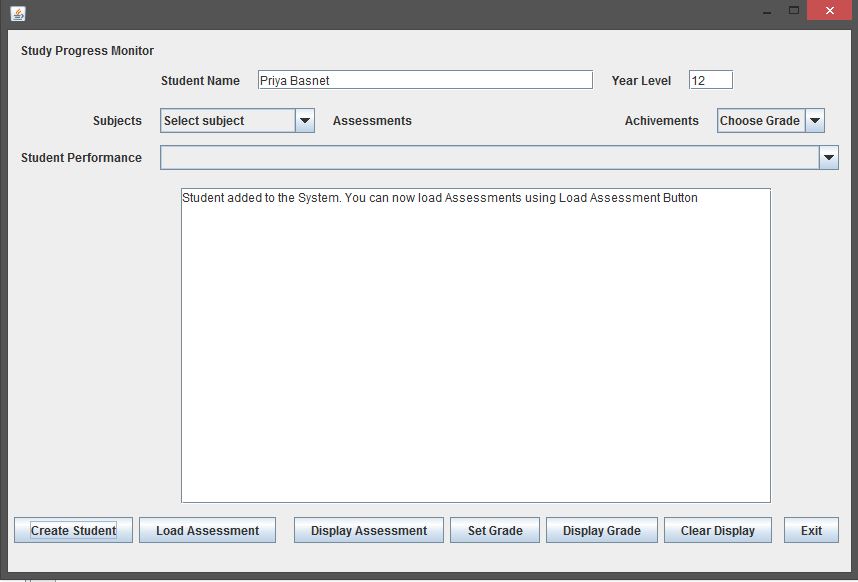 Study Progress Monitor
Student Name Priya Basnet Year Level 12
Subjects Select subject Assessments Achivements Choose Grade
Student Performance
Student added to the System. You can now load Assessments using Load Assessment Button
Create Student Load Assessment Display Assessment Set Grade Display Grade Clear Display Exit